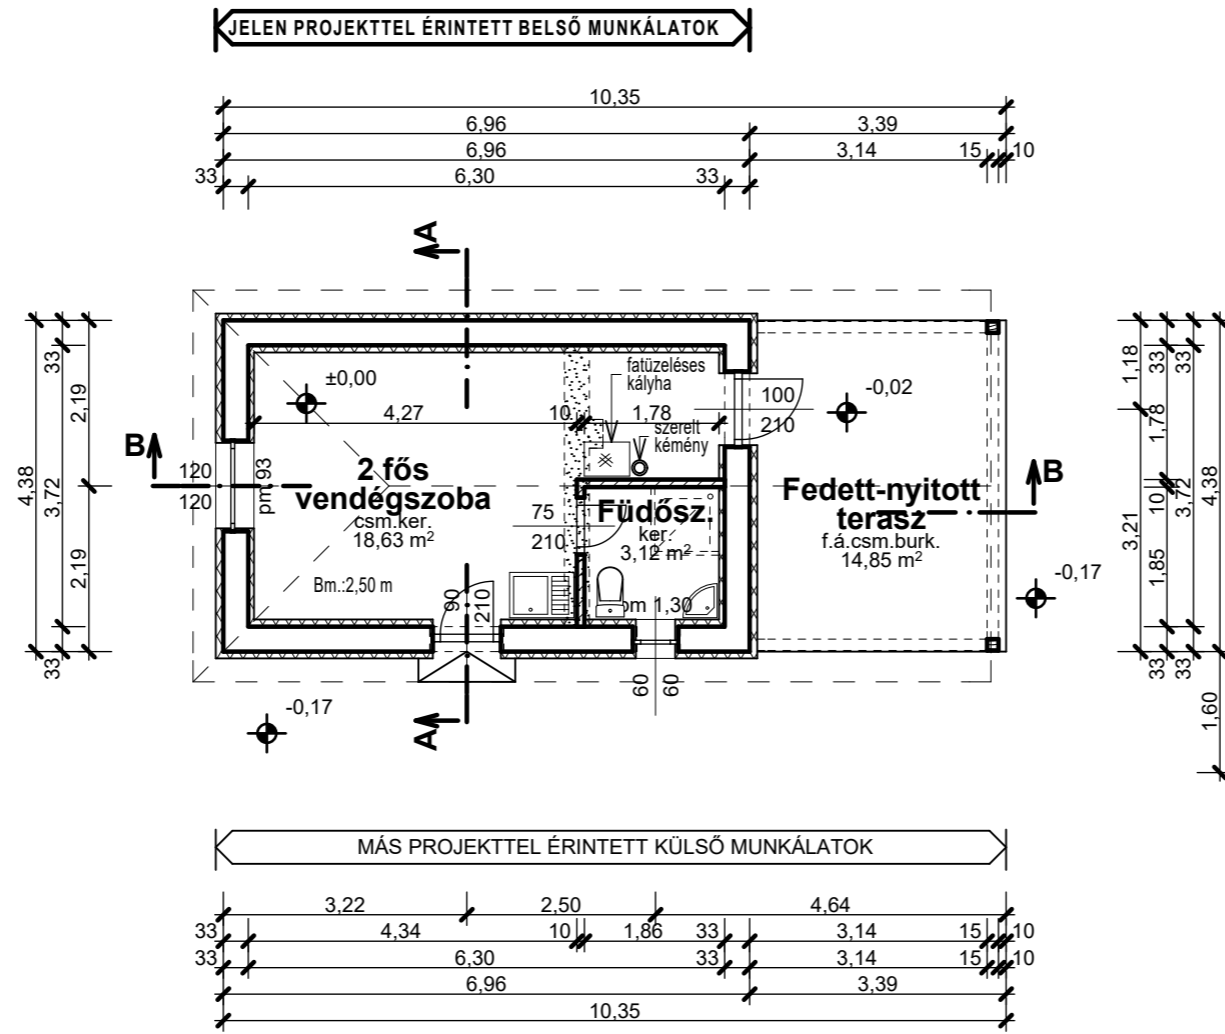 JELEN PROJEKTTEL ÉRINTETT BELSŐ MUNKÁLATOK
10,35
6,96 3,39
6,96 3,14 15 10
33 6,30 33
A
±0,00
fatüzeléses
kályha
100
210
-0,02
4,27 10 1,78
szerelt
kémény
B
120
120
pm 93
2 fős
vendégszoba
csm.ker.
18,63 m²
Bm.:2,50 m
75
210
Füdősz.
ker.
3,12 m²
pm 1,30
Fedett-nyitott
terasz
f.á.csm.burk.
14,85 m²
B
-0,17
90
210
60
60
-0,17
A
4,38
33
3,72
33
2,19
2,19
1,18
3,21
33
1,78
10
1,85
33
33
3,72
33
4,38
1,60
MÁS PROJEKTTEL ÉRINTETT KÜLSŐ MUNKÁLATOK
3,22 2,50 4,64
33 4,34 10 1,86 33 3,14 15 10
33 6,30 33 3,14 15 10
6,96 3,39
10,35